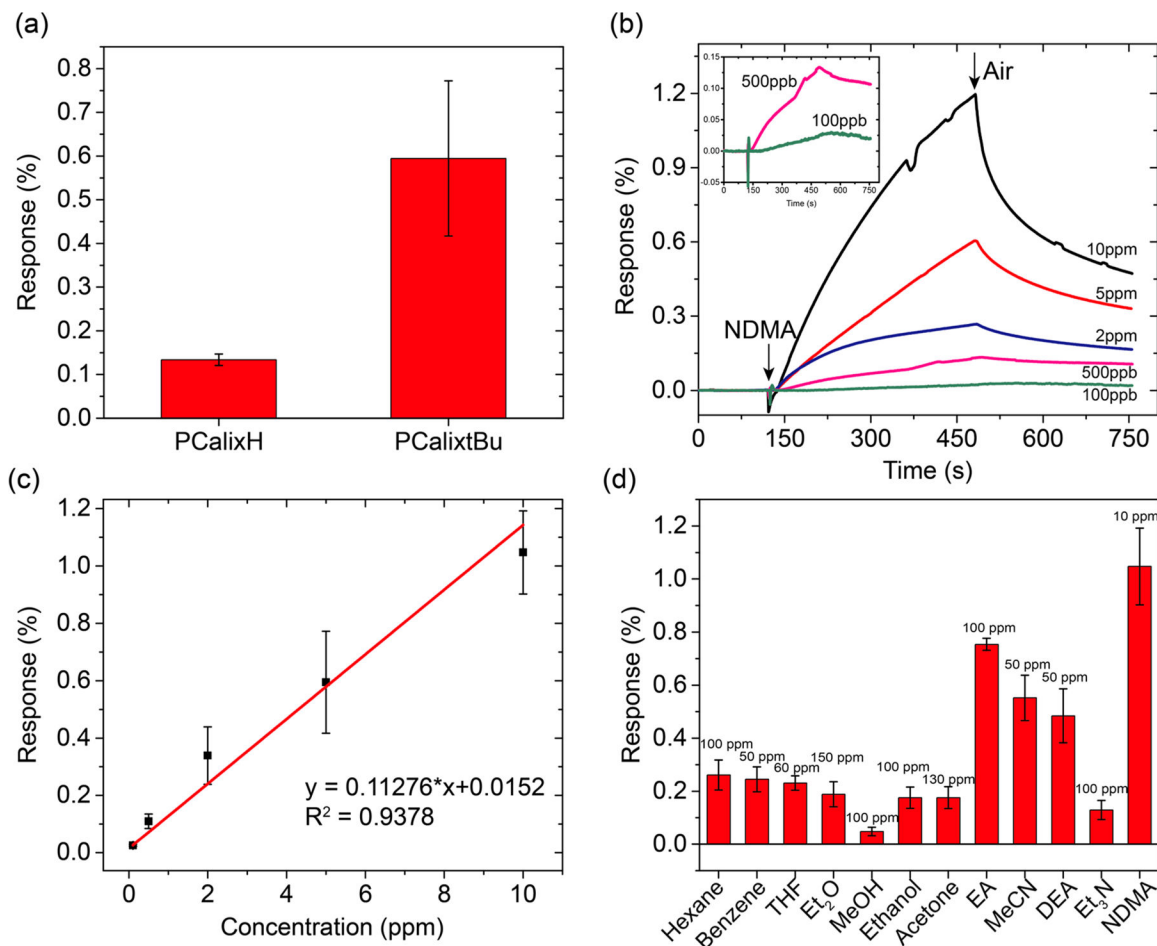 (a)
0.8
0.7
0.6
0.5
0.4
0.3
0.2
0.1
0.0
Response (%)
PCalixH
PCalixtBu
(b)
1.2
0.9
0.6
0.3
0.0
Response (%)
0
150
300
450
600
750
Time (s)
NDMA
Air
10ppm
5ppm
2ppm
500ppb
100ppb
0.15
0.10
0.05
0.00
-0.05
Response (%)
0
150
300
450
600
750
Time (s)
500ppb
100ppb
(c)
1.2
1.0
0.8
0.6
0.4
0.2
0.0
Response (%)
0
2
4
6
8
10
Concentration (ppm)
y = 0.11276*x+0.0152
R² = 0.9378
(d)
1.2
1.0
0.8
0.6
0.4
0.2
0.0
Response (%)
100 ppm
50 ppm
60 ppm
150 ppm
100 ppm
100 ppm
130 ppm
100 ppm
50 ppm
50 ppm
100 ppm
10 ppm
Hexane
Benzene
THF
Et₂O
MeOH
Ethanol
Acetone
EA
MeCN
DEA
Et₃N
NDMA